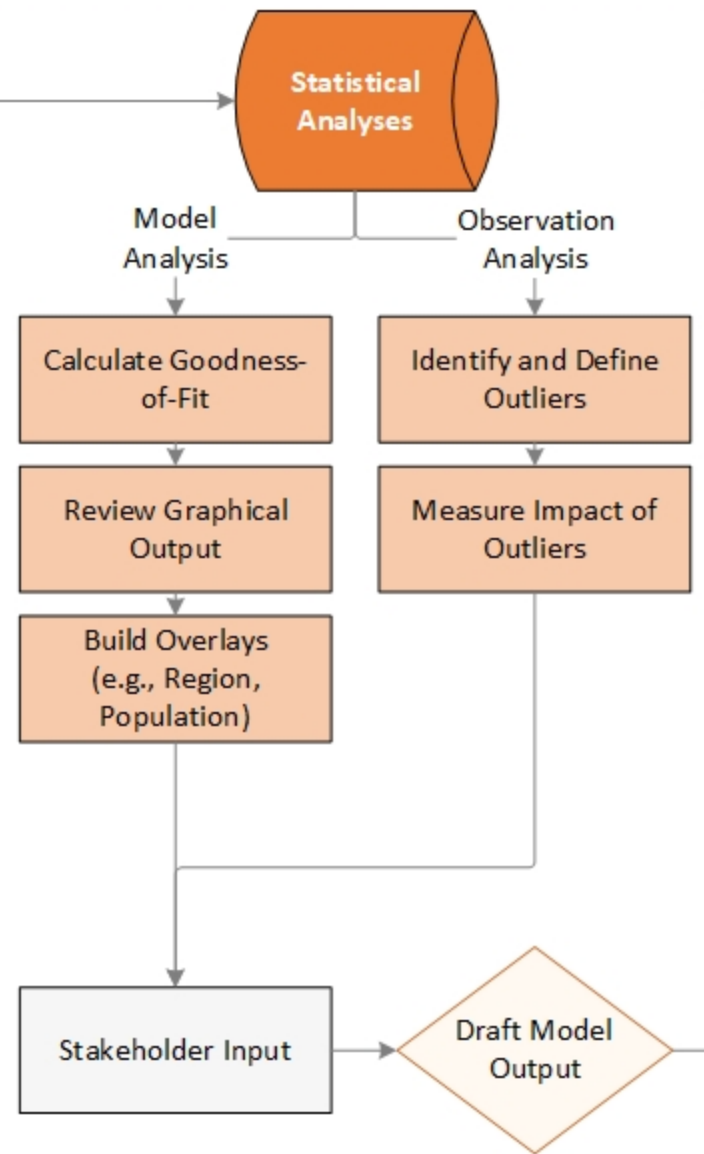 Statistical
Analyses
Model
Analysis
Observation
Analysis
Calculate Goodness-
of-Fit
Identify and Define
Outliers
Review Graphical
Output
Measure Impact of
Outliers
Build Overlays
(e.g., Region,
Population)
Stakeholder Input
Draft Model
Output